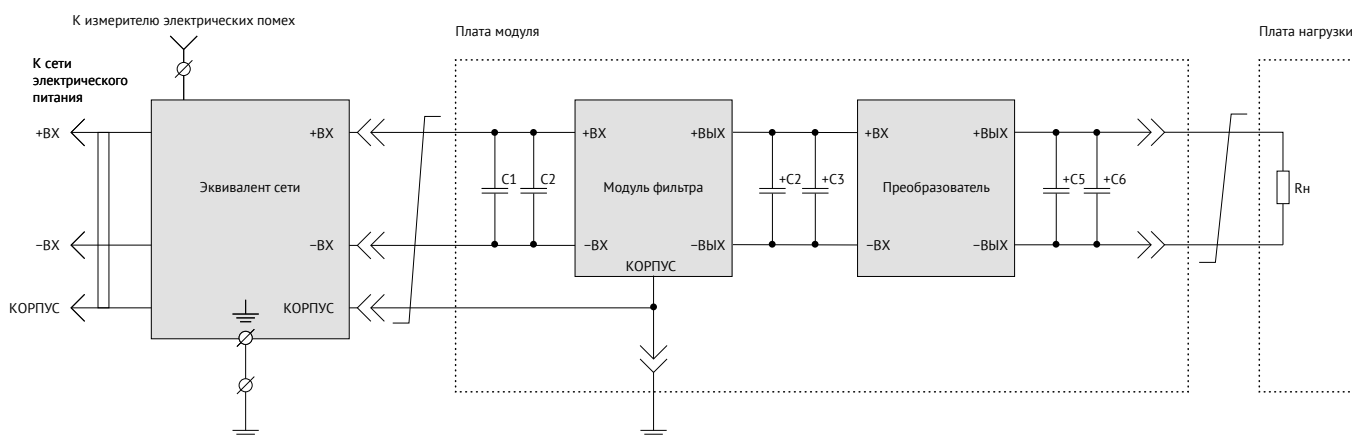 К измерителю электрических помех
Плата модуля
Плата нагрузки
К сети
электрического
питания
+ВХ
+ВХ
+ВХ
+ВЫХ
+ВХ
+ВЫХ
Эквивалент сети
C1
C2
Модуль фильтра
+C2
+C3
Преобразователь
+C5
+C6
Rн
−ВХ
−ВХ
−ВХ
−ВЫХ
−ВХ
−ВЫХ
КОРПУС
КОРПУС
КОРПУС